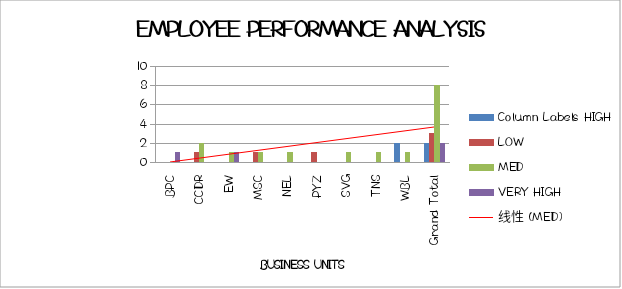 EMPLOYEE PERFORMANCE ANALYSIS
10
8
6
4
2
0
BPC
CCDR
EW
MSC
NEL
PYZ
SVG
TNS
WBL
Grand Total
BUSINESS UNITS
Column Labels HIGH
LOW
MED
VERY HIGH
线性 (MED)